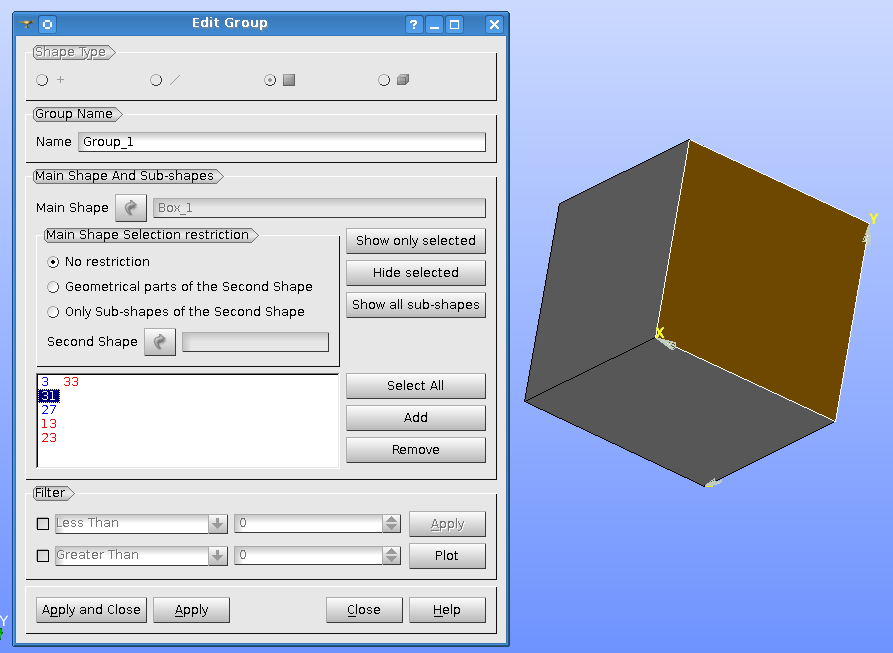 Edit Group
Shape Type
Group Name
Name Group_1
Main Shape And Sub-shapes
Main Shape Box_1
Main Shape Selection restriction
No restriction
Geometrical parts of the Second Shape
Only Sub-shapes of the Second Shape
Second Shape
Show only selected
Hide selected
Show all sub-shapes
3 33
31
27
13
23
Select All
Add
Remove
Filter
Less Than 0 Apply
Greater Than 0 Plot
Apply and Close Apply Close Help
Y
X
Y